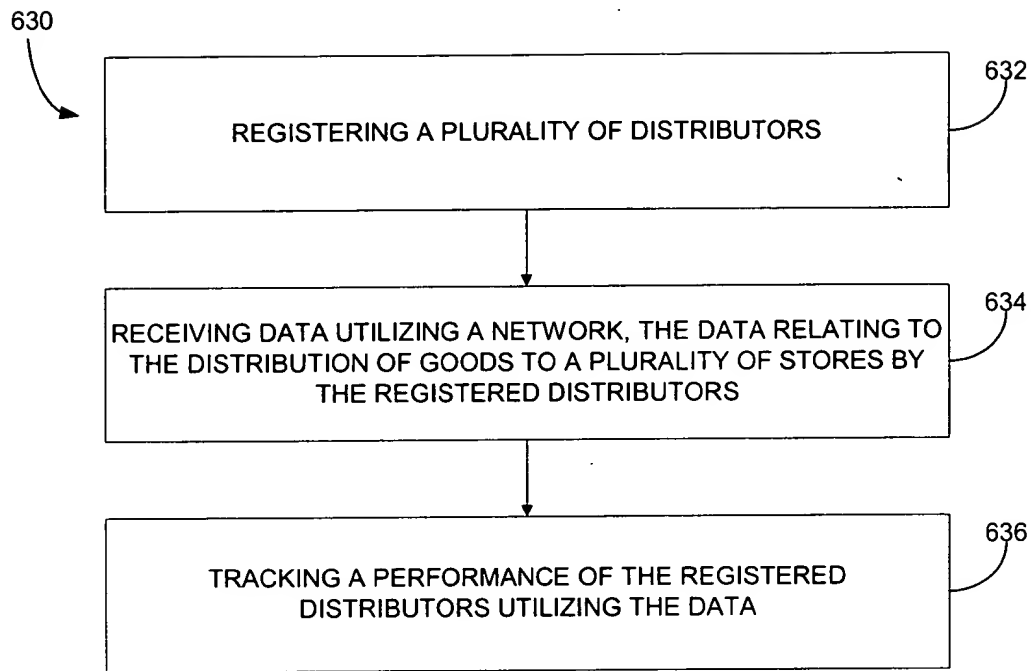 630
632
REGISTERING A PLURALITY OF DISTRIBUTORS
634
RECEIVING DATA UTILIZING A NETWORK, THE DATA RELATING TO
THE DISTRIBUTION OF GOODS TO A PLURALITY OF STORES BY
THE REGISTERED DISTRIBUTORS
636
TRACKING A PERFORMANCE OF THE REGISTERED
DISTRIBUTORS UTILIZING THE DATA